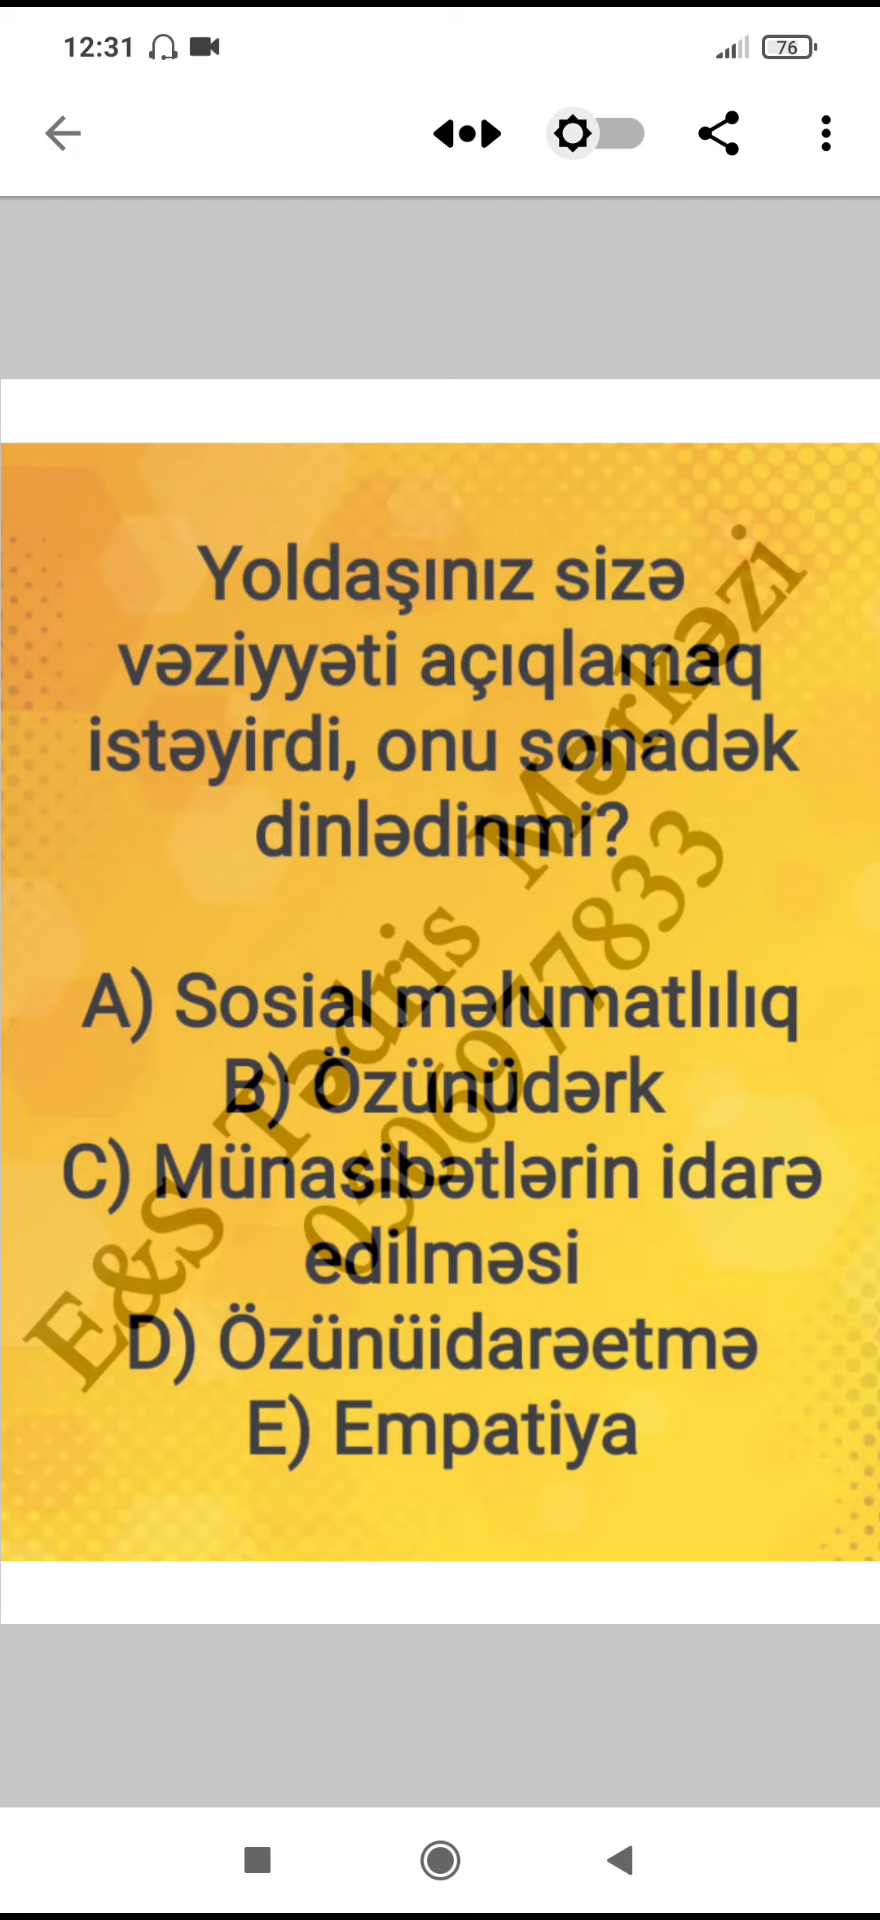 12:31
76
Yoldaşınız sizə
vəziyyəti açıqlamaq
istəyirdi, onu sonadək
dinlədinmi?
A) Sosial məlumatlılıq
B) Özünüdərk
C) Münasibətlərin idarə
edilməsi
D) Özünüidarəetmə
E) Empatiya
E&S Tədris Mərkəzi
0506977833